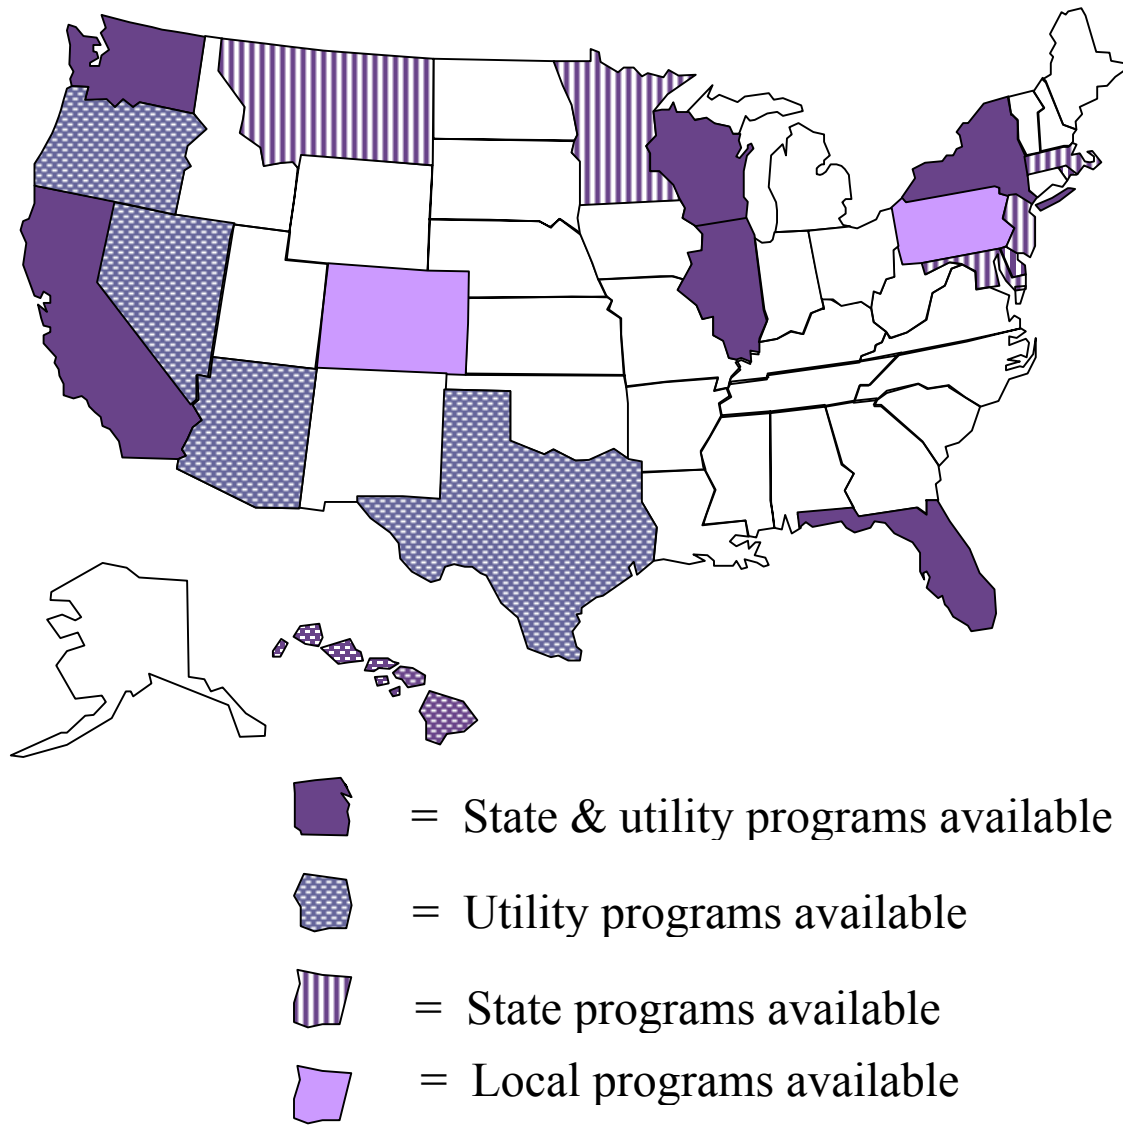 = State & utility programs available
= Utility programs available
= State programs available
= Local programs available